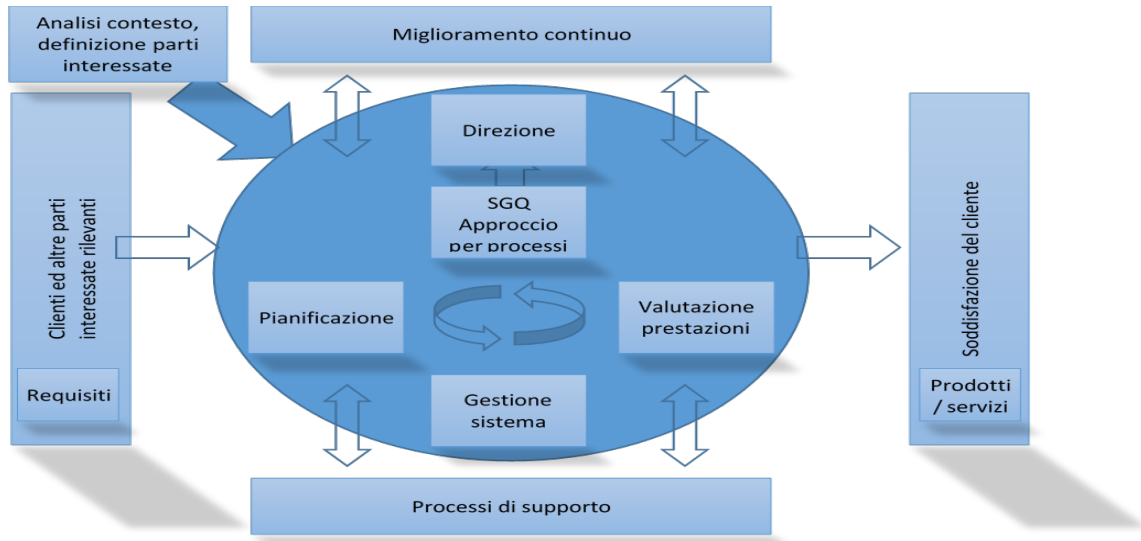 Analisi contesto,
definizione parti
interessate
Miglioramento continuo
Direzione
SGQ
Approccio
per processi
Clienti ed altre parti
interessate rilevanti
Requisiti
Pianificazione
Valutazione
prestazioni
Gestione
sistema
Soddisfazione del cliente
Prodotti
/ servizi
Processi di supporto